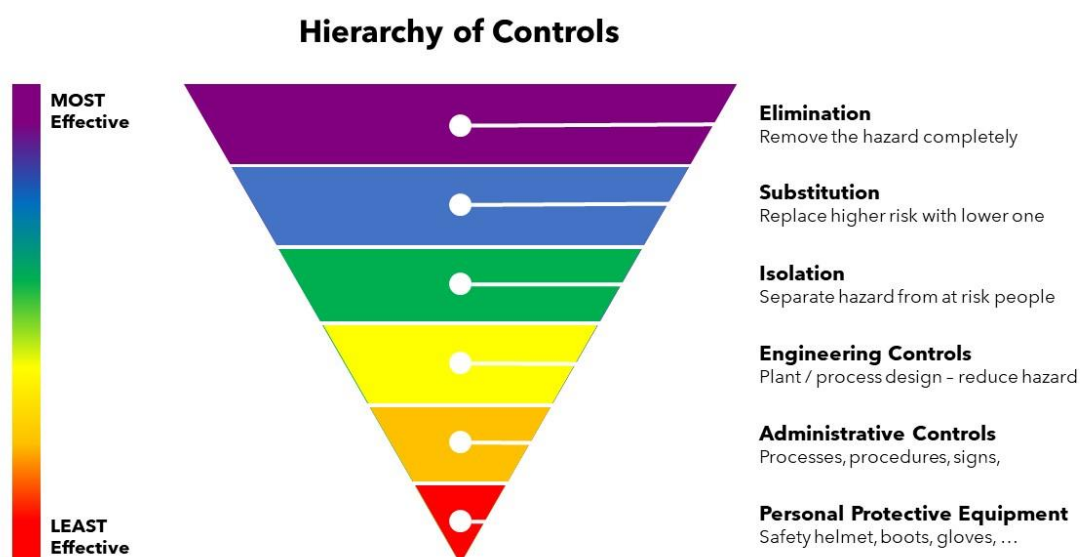 Hierarchy of Controls
MOST
Effective
Elimination
Remove the hazard completely
Substitution
Replace higher risk with lower one
Isolation
Separate hazard from at risk people
Engineering Controls
Plant / process design – reduce hazard
Administrative Controls
Processes, procedures, signs,
Personal Protective Equipment
Safety helmet, boots, gloves, …
LEAST
Effective